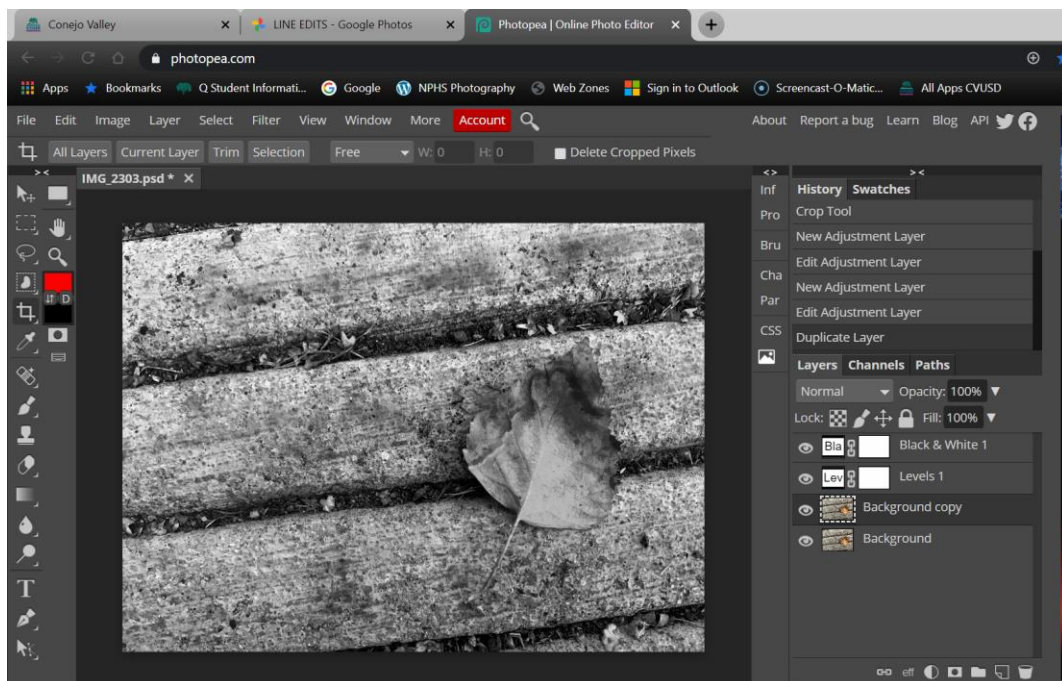 Conejo Valley LINE EDITS - Google Photos Photopea | Online Photo Editor
photopea.com
Apps Bookmarks Q Student Informati... Google NPHS Photography Web Zones Sign in to Outlook Screencast-O-Matic... All Apps CVUSD
File Edit Image Layer Select Filter View Window More Account About Report a bug Learn Blog API
All Layers Current Layer Trim Selection Free W: 0 H: 0 Delete Cropped Pixels
IMG_2303.psd *
Inf
Pro
Bru
Cha
Par
CSS
History Swatches
Crop Tool
New Adjustment Layer
Edit Adjustment Layer
New Adjustment Layer
Edit Adjustment Layer
Duplicate Layer
Layers Channels Paths
Normal Opacity: 100%
Lock: Fill: 100%
Bla Black & White 1
Lev Levels 1
Background copy
Background
D
T
eff